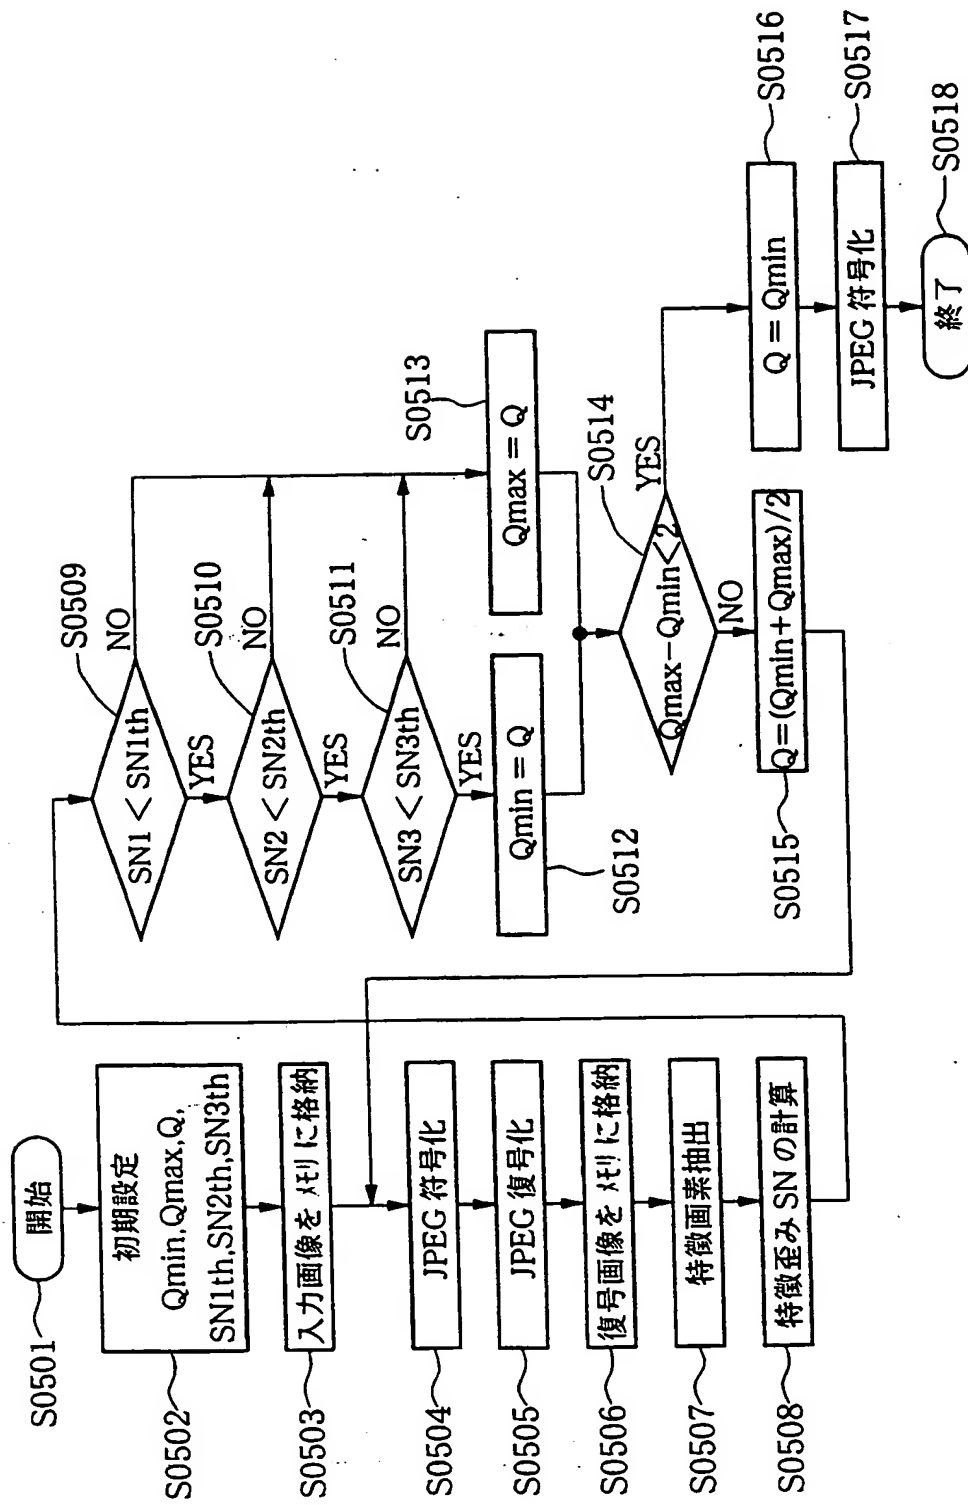 開始
S0501
初期設定
Qmin,Qmax,Q,
SN1th,SN2th,SN3th
S0502
入力画像をメモリに格納
S0503
JPEG 符号化
S0504
JPEG 復号化
S0505
復号画像をメモリに格納
S0506
特徴画素抽出
S0507
特徴歪み SN の計算
S0508
SN1 < SN1th
S0509
NO
YES
SN2 < SN2th
S0510
NO
YES
SN3 < SN3th
S0511
NO
YES
Qmin = Q
S0512
Qmax = Q
S0513
Qmax-Qmin < 2
S0514
YES
NO
Q=(Qmin+Qmax)/2
S0515
Q = Qmin
S0516
JPEG 符号化
S0517
終了
S0518